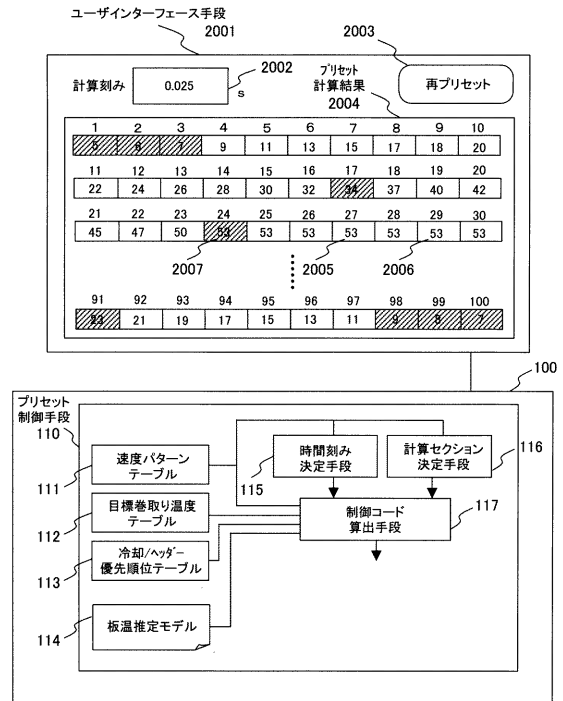 ユーザインターフェース手段
2001
2003
2002
計算刻み
0.025
s
プリセット
計算結果
2004
再プリセット
1 2 3 4 5 6 7 8 9 10
5 6 7 9 11 13 15 17 18 20
11 12 13 14 15 16 17 18 19 20
22 24 26 28 30 32 34 37 40 42
21 22 23 24 25 26 27 28 29 30
45 47 50 53 53 53 53 53 53 53
2007 2005 2006
91 92 93 94 95 96 97 98 99 100
23 21 19 17 15 13 11 9 8 7
100
プリセット
制御手段
110
速度パターン
テーブル
111
時間刻み
決定手段
115
計算セクション
決定手段
116
目標巻取り温度
テーブル
112
制御コード
算出手段
117
冷却/ヘッダー
優先順位テーブル
113
板温推定モデル
114